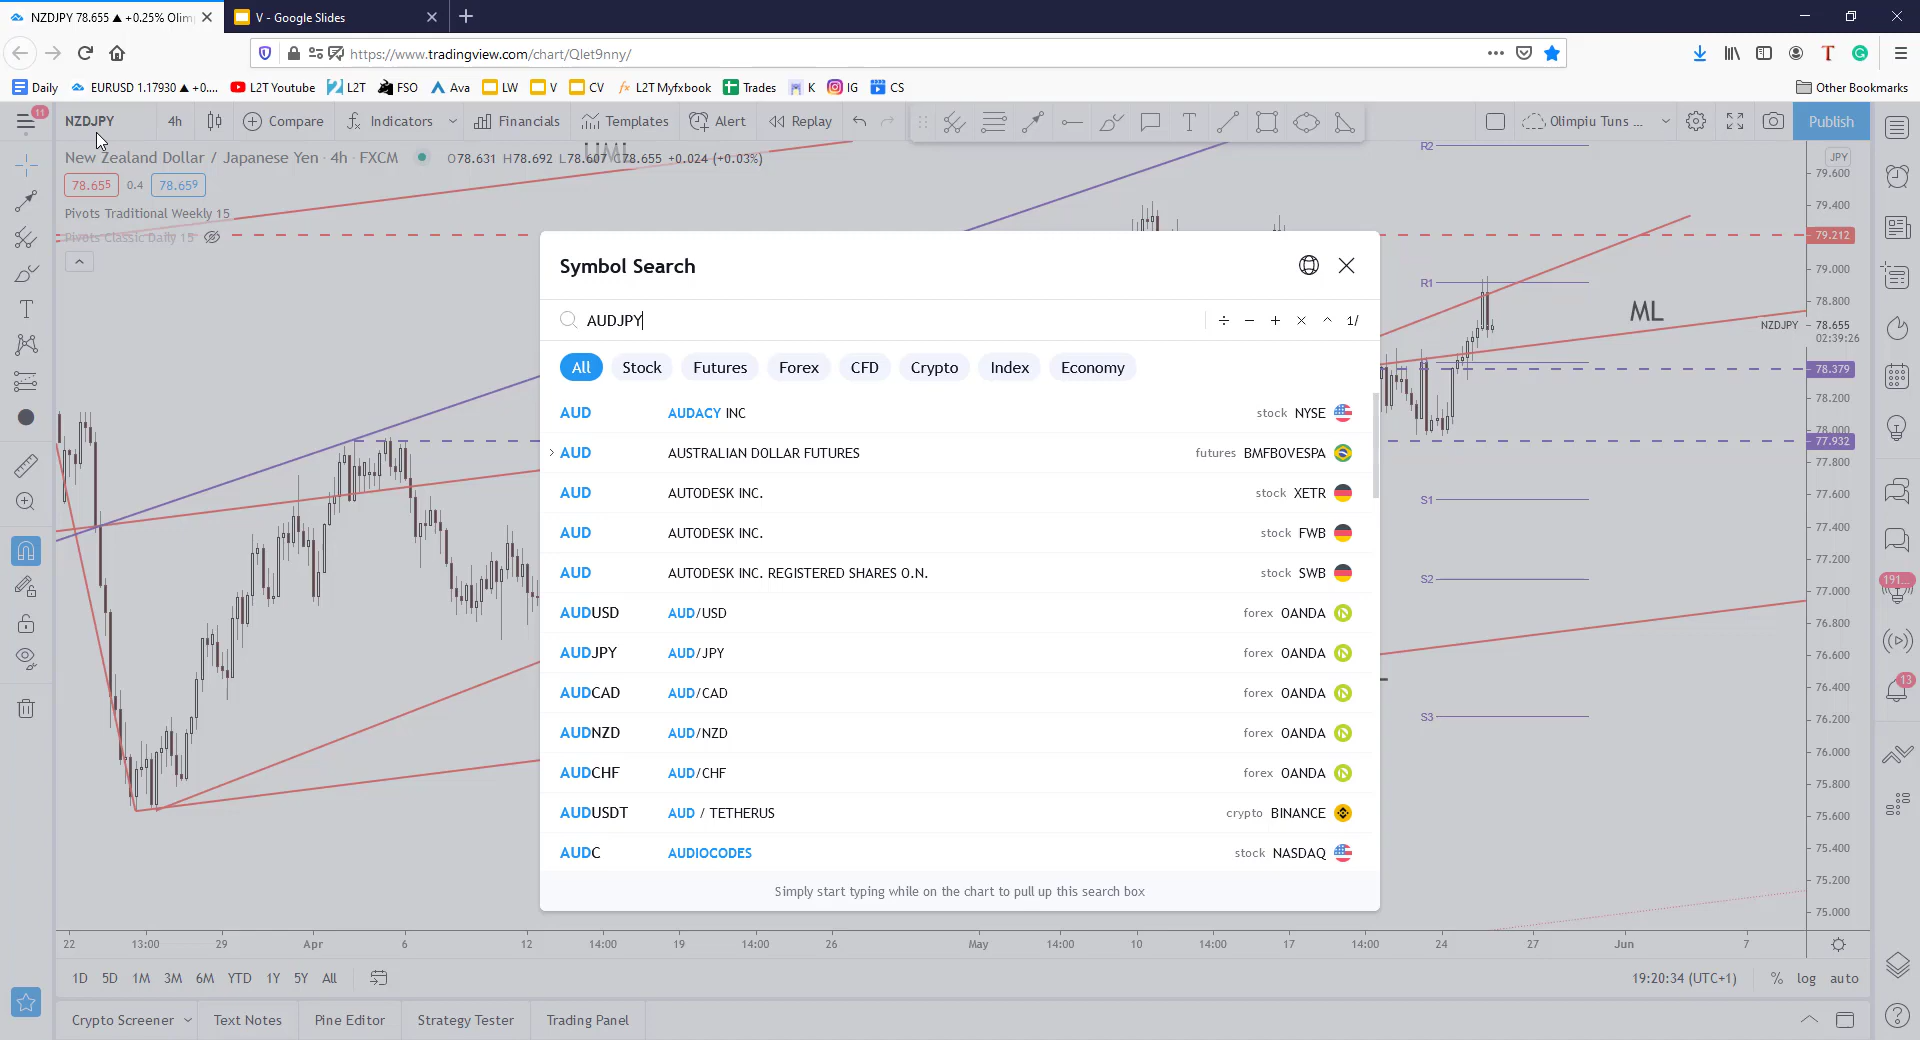 NZDJPY 78.655 ▲ +0.25% Olim
V - Google Slides
https://www.tradingview.com/chart/Qlet9nny/
Daily
EURUSD 1.17930 ▲ +0....
L2T Youtube
L2T
FSO
Ava
LW
V
CV
L2T Myfxbook
Trades
K
IG
CS
Other Bookmarks
11
NZDJPY
4h
Compare
Indicators
Financials
Templates
Alert
Replay
Olimpiu Tuns ...
Publish
New Zealand Dollar / Japanese Yen · 4h · FXCM
O78.631 H78.692 L78.607 C78.655 +0.024 (+0.03%)
UML
78.655
0.4
78.659
Pivots Traditional Weekly 15
Pivots Classic Daily 15
R2
R1
S1
S2
S3
ML
JPY
79.600
79.400
79.212
79.000
78.800
NZDJPY
78.655
02:39:26
78.379
78.200
78.000
77.932
77.800
77.600
77.400
77.200
77.000
76.800
76.600
76.400
76.200
76.000
75.800
75.600
75.400
75.200
75.000
Symbol Search
AUDJPY
÷ − + × ^ 1/
All
Stock
Futures
Forex
CFD
Crypto
Index
Economy
AUD AUDACY INC stock NYSE
AUD AUSTRALIAN DOLLAR FUTURES futures BMFBOVESPA
AUD AUTODESK INC. stock XETR
AUD AUTODESK INC. stock FWB
AUD AUTODESK INC. REGISTERED SHARES O.N. stock SWB
AUDUSD AUD/USD forex OANDA
AUDJPY AUD/JPY forex OANDA
AUDCAD AUD/CAD forex OANDA
AUDNZD AUD/NZD forex OANDA
AUDCHF AUD/CHF forex OANDA
AUDUSDT AUD / TETHERUS crypto BINANCE
AUDC AUDIOCODES stock NASDAQ
Simply start typing while on the chart to pull up this search box
191...
13
22 13:00 29 Apr 6 12 14:00 19 14:00 26 May 14:00 10 14:00 17 14:00 24 27 Jun 7
1D 5D 1M 3M 6M YTD 1Y 5Y All
19:20:34 (UTC+1)
% log auto
Crypto Screener
Text Notes
Pine Editor
Strategy Tester
Trading Panel